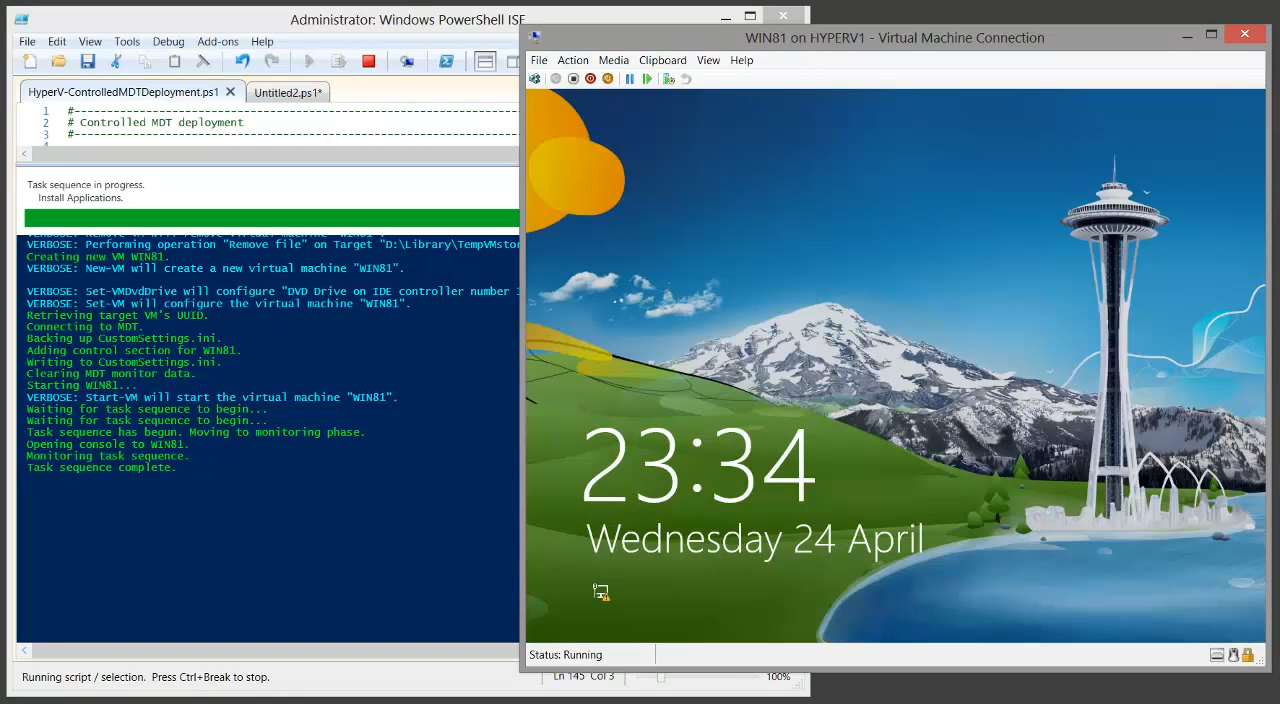 Administrator: Windows PowerShell ISE
File Edit View Tools Debug Add-ons Help
HyperV-ControlledMDTDeployment.ps1
Untitled2.ps1*
1 #-----------------------------------------------------------------------
2 # Controlled MDT deployment
3 #-----------------------------------------------------------------------
Task sequence in progress.
Install Applications.
VERBOSE: Performing operation "Remove file" on Target "D:\Library\TempVMstor
Creating new VM WIN81.
VERBOSE: New-VM will create a new virtual machine "WIN81".
VERBOSE: Set-VMDvdDrive will configure "DVD Drive on IDE controller number
VERBOSE: Set-VM will configure the virtual machine "WIN81".
Retrieving target VM's UUID.
Connecting to MDT.
Backing up CustomSettings.ini.
Adding control section for WIN81.
Writing to CustomSettings.ini.
Clearing MDT monitor data.
Starting WIN81...
VERBOSE: Start-VM will start the virtual machine "WIN81".
Waiting for task sequence to begin...
Waiting for task sequence to begin...
Task sequence has begun. Moving to monitoring phase.
Opening console to WIN81.
Monitoring task sequence.
Task sequence complete.
Running script / selection. Press Ctrl+Break to stop.
Ln 145 Col 3
100%
WIN81 on HYPERV1 - Virtual Machine Connection
File Action Media Clipboard View Help
23:34
Wednesday 24 April
Status: Running